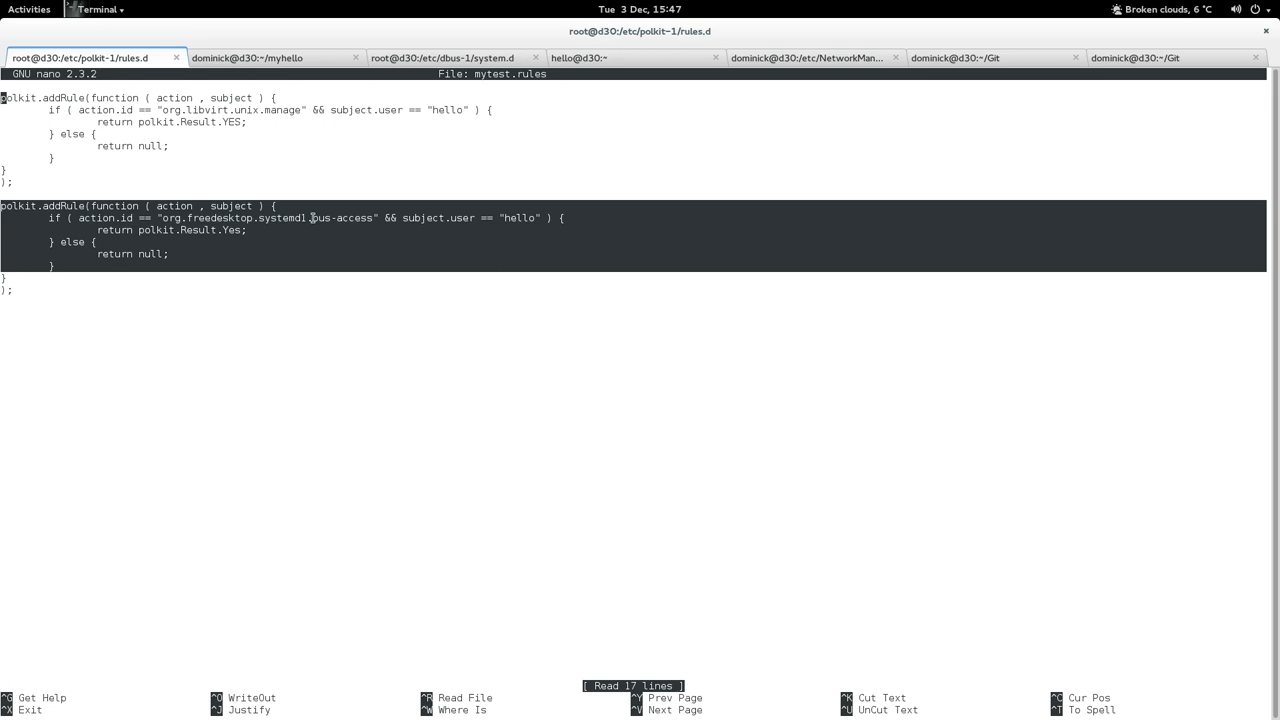 Activities Terminal Tue 3 Dec, 15:47 Broken clouds, 6 °C
root@d30:/etc/polkit-1/rules.d
root@d30:/etc/polkit-1/rules.d × dominick@d30:~/myhello × root@d30:/etc/dbus-1/system.d × hello@d30:~ × dominick@d30:/etc/NetworkMan... × dominick@d30:~/Git × dominick@d30:~/Git ×
GNU nano 2.3.2 File: mytest.rules
polkit.addRule(function ( action , subject ) {
if ( action.id == "org.libvirt.unix.manage" && subject.user == "hello" ) {
return polkit.Result.YES;
} else {
return null;
}
}
);
polkit.addRule(function ( action , subject ) {
if ( action.id == "org.freedesktop.systemd1.bus-access" && subject.user == "hello" ) {
return polkit.Result.Yes;
} else {
return null;
}
}
);
[ Read 17 lines ]
^G Get Help ^O WriteOut ^R Read File ^Y Prev Page ^K Cut Text ^C Cur Pos
^X Exit ^J Justify ^W Where Is ^V Next Page ^U UnCut Text ^T To Spell